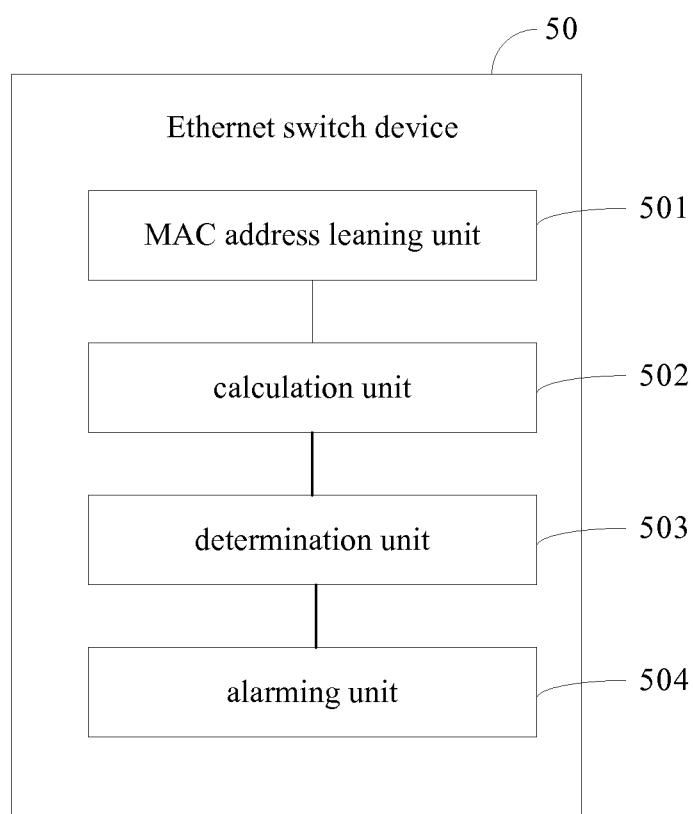 50
Ethernet switch device
MAC address leaning unit
501
calculation unit
502
determination unit
503
alarming unit
504